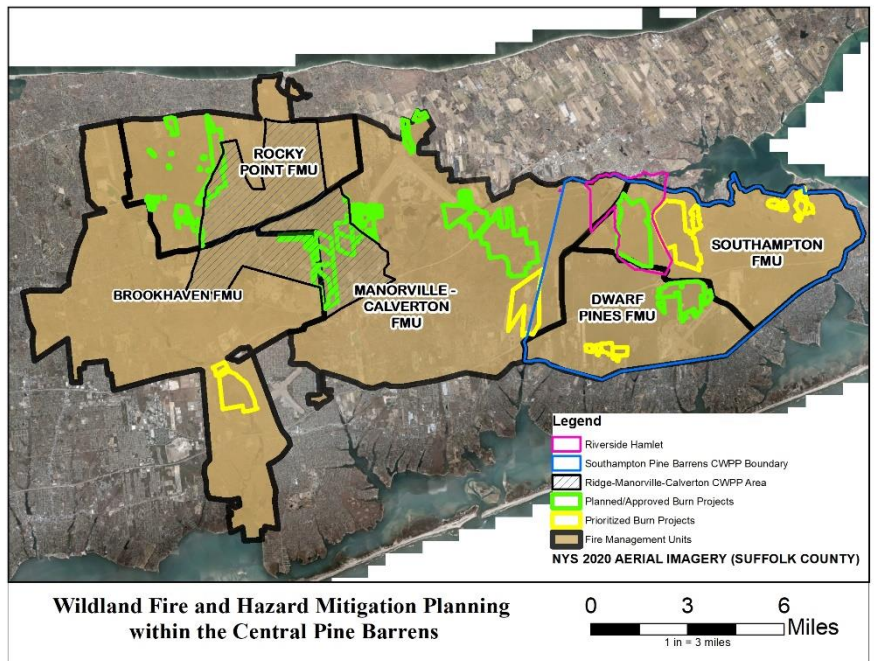 ROCKY
POINT FMU
SOUTHAMPTON
FMU
BROOKHAVEN FMU
MANORVILLE -
CALVERTON
FMU
DWARF
PINES FMU
Legend
Riverside Hamlet
Southampton Pine Barrens CWPP Boundary
Ridge-Manorville-Calverton CWPP Area
Planned/Approved Burn Projects
Prioritized Burn Projects
Fire Management Units
NYS 2020 AERIAL IMAGERY (SUFFOLK COUNTY)
Wildland Fire and Hazard Mitigation Planning
within the Central Pine Barrens
0 3 6
Miles
1 in = 3 miles